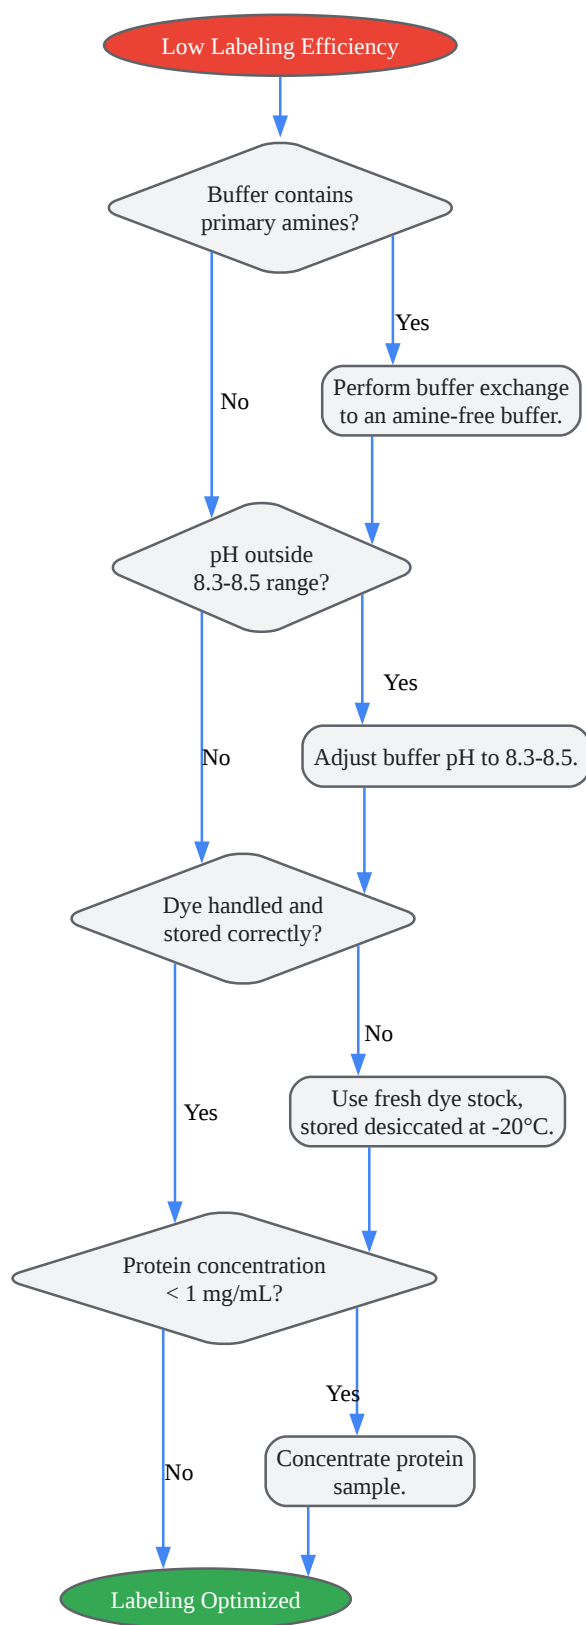 Low Labeling Efficiency
Buffer contains
primary amines?
Yes
Perform buffer exchange
to an amine-free buffer.
No
pH outside
8.3-8.5 range?
Yes
Adjust buffer pH to 8.3-8.5.
No
Dye handled and
stored correctly?
No
Use fresh dye stock,
stored desiccated at -20°C.
Yes
Protein concentration
< 1 mg/mL?
Yes
Concentrate protein
sample.
No
Labeling Optimized